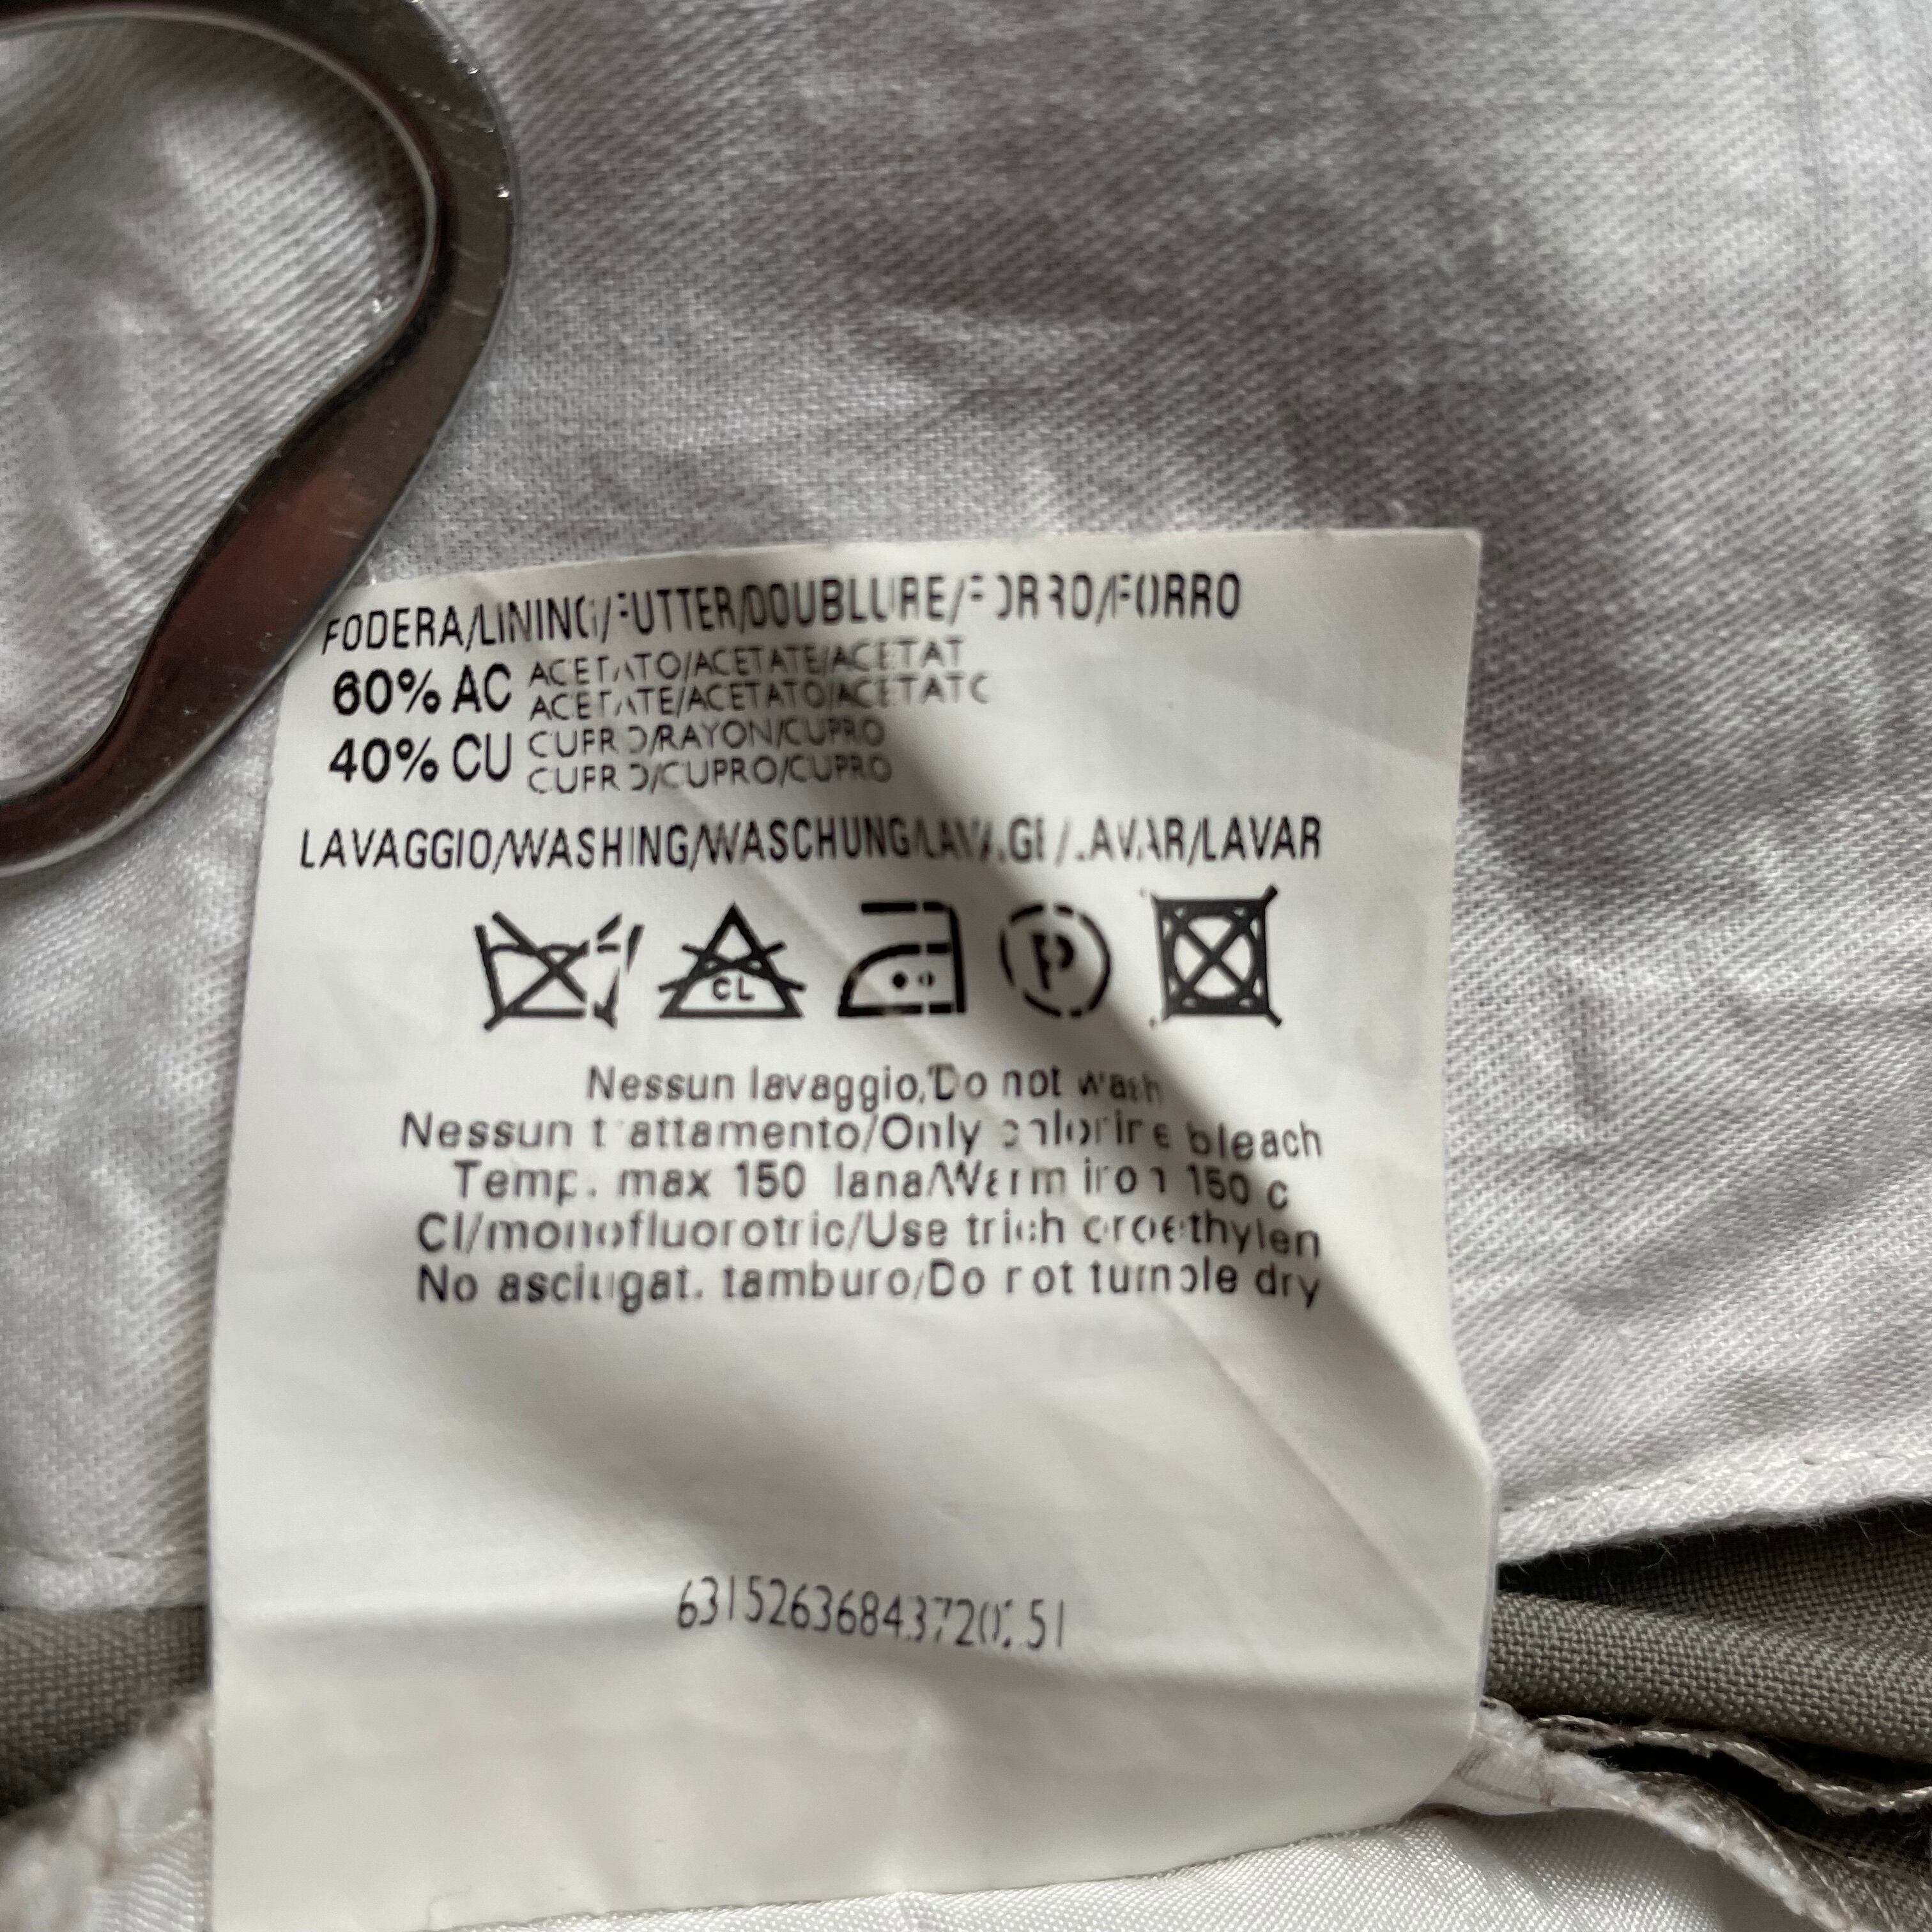 FODERA/LINING/FUTTER/DOUBLURE/FORRO/FORRO
60% AC ACETATO/ACETATE/ACETAT
ACETATE/ACETATO/ACETATO
40% CU CUPRO/RAYON/CUPRO
CUPRO/CUPRO/CUPRO
LAVAGGIO/WASHING/WASCHUNG/LAVAGE/LAVAR/LAVAR
CL P
Nessun lavaggio/Do not wash
Nessun trattamento/Only chlorine bleach
Temp. max 150 lana/Warm iron 150 c
Cl/monofluorotric/Use trichoroethylen
No asciugat. tamburo/Do not tumble dry